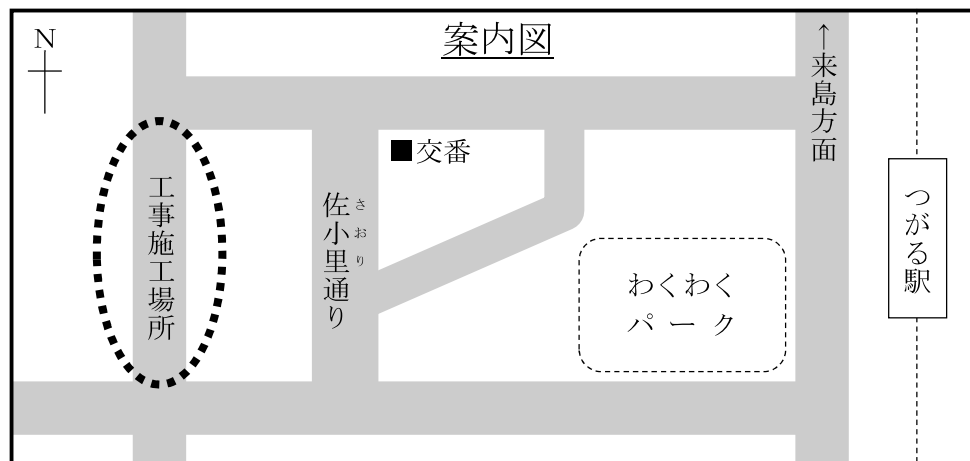 案内図
N
↑来島方面
■交番
工事施工場所
佐小里通り
さおり
わくわく
パーク
つがる駅